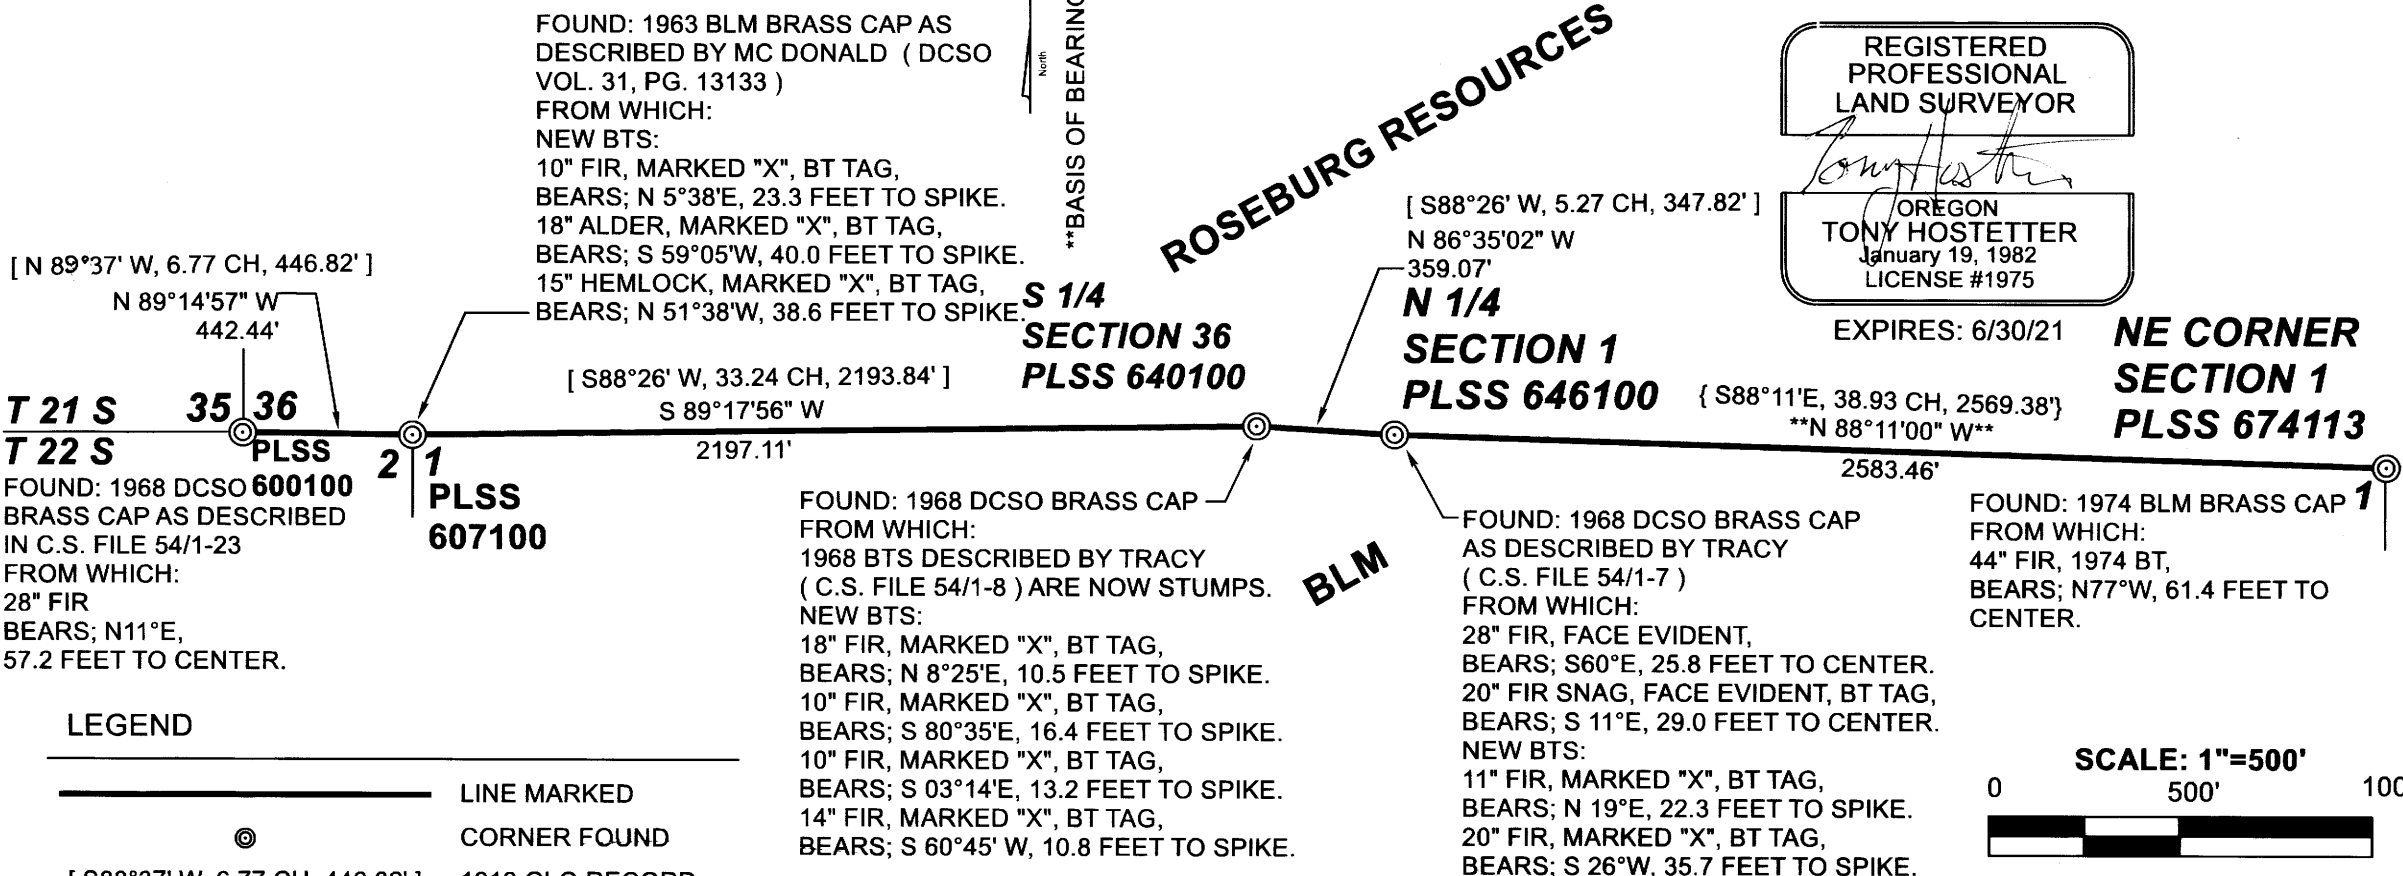 FOUND: 1963 BLM BRASS CAP AS
DESCRIBED BY MC DONALD ( DCSO
VOL. 31, PG. 13133 )
FROM WHICH:
NEW BTS:
10" FIR, MARKED "X", BT TAG,
BEARS; N 5°38'E, 23.3 FEET TO SPIKE.
18" ALDER, MARKED "X", BT TAG,
BEARS; S 59°05'W, 40.0 FEET TO SPIKE.
15" HEMLOCK, MARKED "X", BT TAG,
BEARS; N 51°38'W, 38.6 FEET TO SPIKE.
North
**BASIS OF BEARING
ROSEBURG RESOURCES
REGISTERED
PROFESSIONAL
LAND SURVEYOR
Tony Hostetter
OREGON
TONY HOSTETTER
January 19, 1982
LICENSE #1975
EXPIRES: 6/30/21
[ N 89°37' W, 6.77 CH, 446.82' ]
N 89°14'57" W
442.44'
[ S88°26' W, 33.24 CH, 2193.84' ]
S 89°17'56" W
2197.11'
S 1/4
SECTION 36
PLSS 640100
[ S88°26' W, 5.27 CH, 347.82' ]
N 86°35'02" W
359.07'
N 1/4
SECTION 1
PLSS 646100
{ S88°11'E, 38.93 CH, 2569.38'}
**N 88°11'00" W**
2583.46'
NE CORNER
SECTION 1
PLSS 674113
T 21 S
T 22 S
35 36
PLSS
600100
2 1
PLSS
607100
1
FOUND: 1968 DCSO
BRASS CAP AS DESCRIBED
IN C.S. FILE 54/1-23
FROM WHICH:
28" FIR
BEARS; N11°E,
57.2 FEET TO CENTER.
FOUND: 1968 DCSO BRASS CAP
FROM WHICH:
1968 BTS DESCRIBED BY TRACY
( C.S. FILE 54/1-8 ) ARE NOW STUMPS.
NEW BTS:
18" FIR, MARKED "X", BT TAG,
BEARS; N 8°25'E, 10.5 FEET TO SPIKE.
10" FIR, MARKED "X", BT TAG,
BEARS; S 80°35'E, 16.4 FEET TO SPIKE.
10" FIR, MARKED "X", BT TAG,
BEARS; S 03°14'E, 13.2 FEET TO SPIKE.
14" FIR, MARKED "X", BT TAG,
BEARS; S 60°45' W, 10.8 FEET TO SPIKE.
BLM
FOUND: 1968 DCSO BRASS CAP
AS DESCRIBED BY TRACY
( C.S. FILE 54/1-7 )
FROM WHICH:
28" FIR, FACE EVIDENT,
BEARS; S60°E, 25.8 FEET TO CENTER.
20" FIR SNAG, FACE EVIDENT, BT TAG,
BEARS; S 11°E, 29.0 FEET TO CENTER.
NEW BTS:
11" FIR, MARKED "X", BT TAG,
BEARS; N 19°E, 22.3 FEET TO SPIKE.
20" FIR, MARKED "X", BT TAG,
BEARS; S 26°W, 35.7 FEET TO SPIKE.
FOUND: 1974 BLM BRASS CAP
FROM WHICH:
44" FIR, 1974 BT,
BEARS; N77°W, 61.4 FEET TO
CENTER.
LEGEND
LINE MARKED
CORNER FOUND
SCALE: 1"=500'
0 500' 100